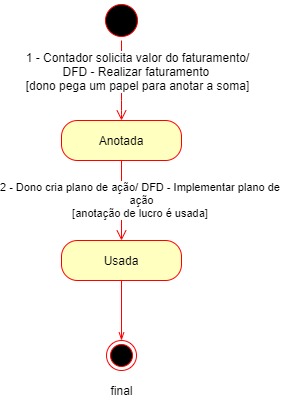 1 - Contador solicita valor do faturamento/
DFD - Realizar faturamento
[dono pega um papel para anotar a soma]
Anotada
2 - Dono cria plano de ação/ DFD - Implementar plano de
ação
[anotação de lucro é usada]
Usada
final